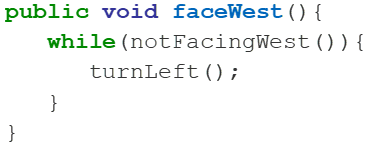 public void faceWest(){
   while(notFacingWest()){
      turnLeft();
   }
}